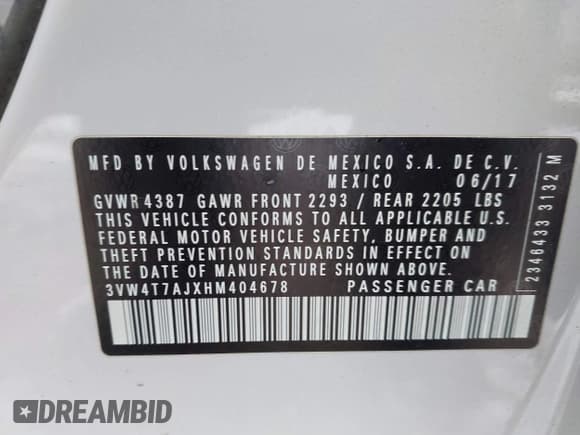 MFD BY VOLKSWAGEN DE MEXICO S.A. DE C.V.
MEXICO 06/17
GVWR 4387 GAWR FRONT 2293 / REAR 2205 LBS
THIS VEHICLE CONFORMS TO ALL APPLICABLE U.S.
FEDERAL MOTOR VEHICLE SAFETY, BUMPER AND
THEFT PREVENTION STANDARDS IN EFFECT ON
THE DATE OF MANUFACTURE SHOWN ABOVE.
3VW4T7AJXHM404678 PASSENGER CAR
2346433 3132 M
DREAMBID